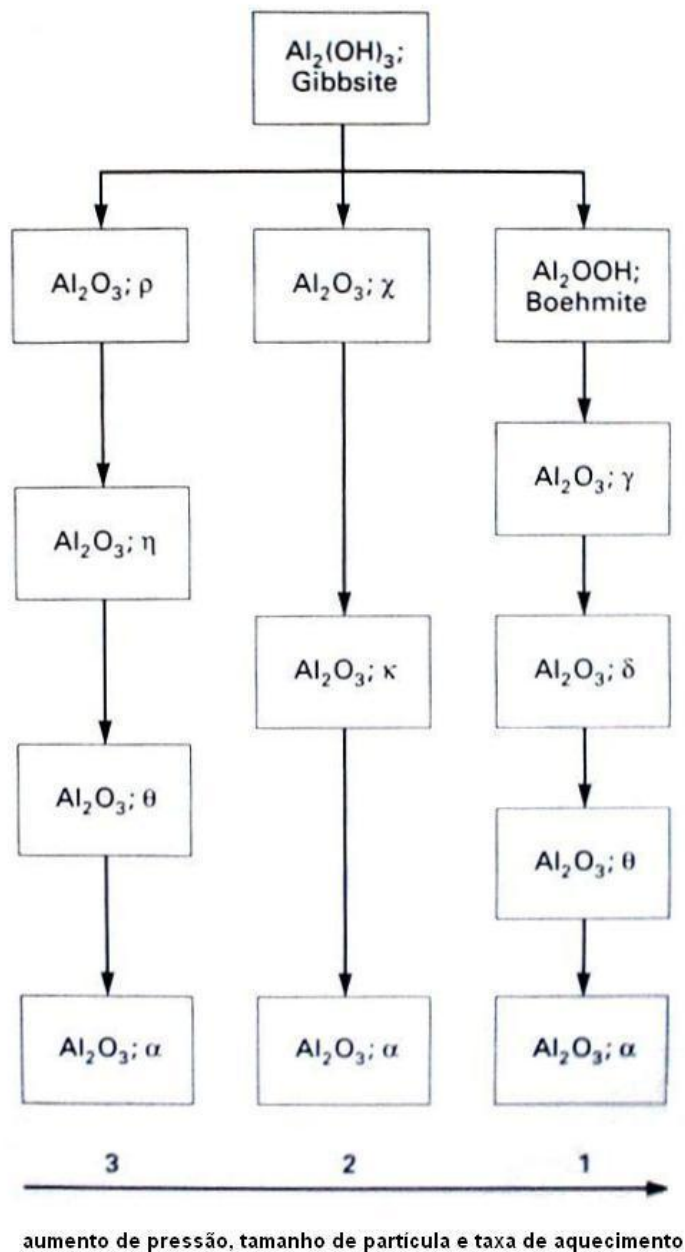 Al₂(OH)₃;
Gibbsite
Al₂O₃; ρ
Al₂O₃; χ
Al₂OOH;
Boehmite
Al₂O₃; γ
Al₂O₃; η
Al₂O₃; κ
Al₂O₃; δ
Al₂O₃; θ
Al₂O₃; θ
Al₂O₃; α
Al₂O₃; α
Al₂O₃; α
3
2
1
aumento de pressão, tamanho de partícula e taxa de aquecimento